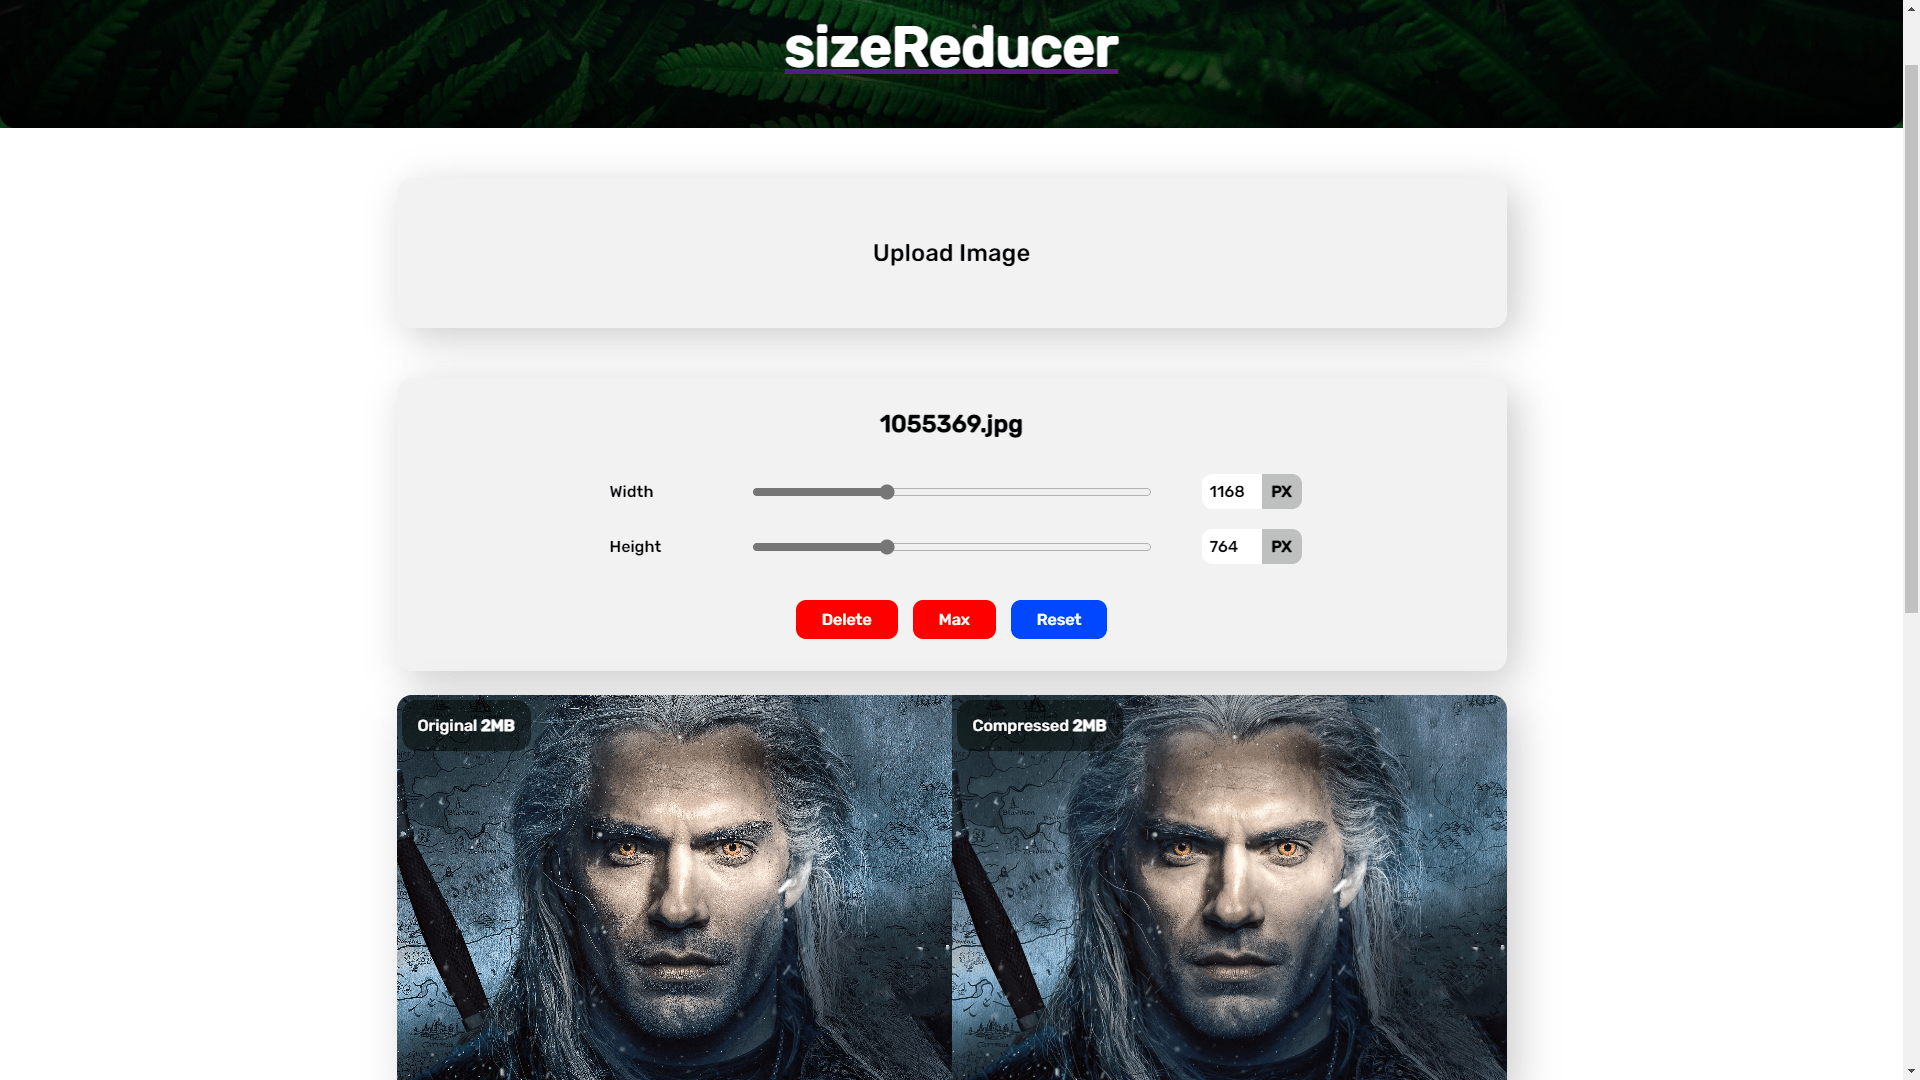 sizeReducer
Upload Image
1055369.jpg
Width 1168 PX
Height 764 PX
Delete Max Reset
Original 2MB Compressed 2MB